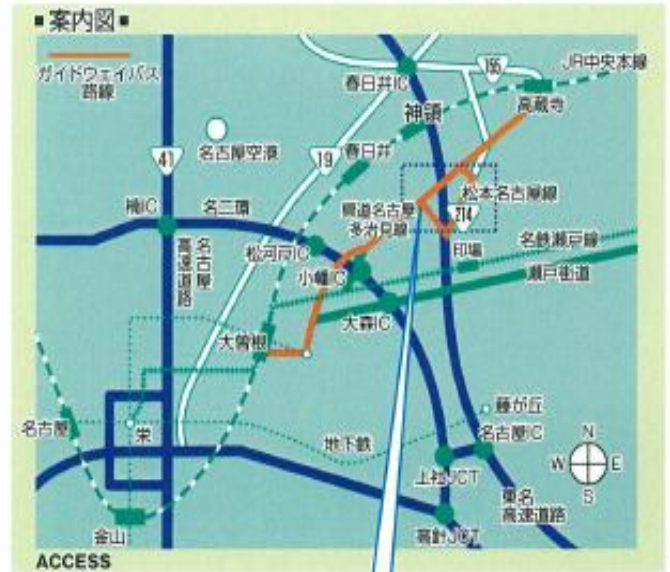 ■案内図■
ガイドウェイバス
路線
155
JR中央本線
春日井IC
高蔵寺
神領
41
名古屋空港
19
春日井
松本名古屋線
県道名古屋
多治見線
214
楠IC
名二環
松河戸IC
印場
名鉄瀬戸線
名古屋
高速道路
小幡IC
瀬戸街道
大森IC
大曽根
藤が丘
名古屋
栄
地下鉄
名古屋IC
N
W
E
S
上社JCT
東名
高速道路
金山
高針JCT
ACCESS